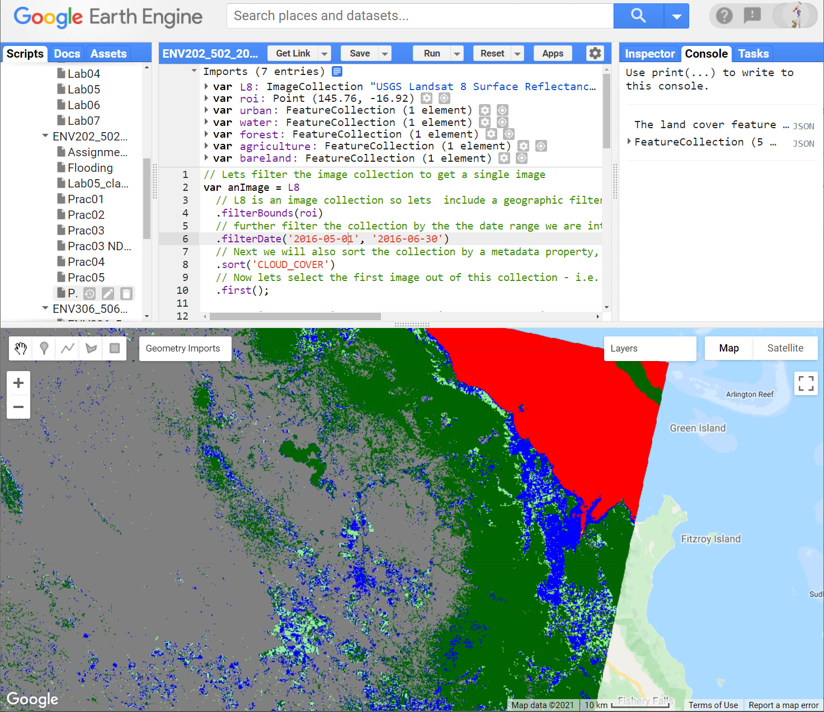 Google Earth Engine
Search places and datasets...
Scripts Docs Assets
Lab04
Lab05
Lab06
Lab07
ENV202_502...
Assignme...
Flooding
Lab05_cla...
Prac01
Prac02
Prac03
Prac03 ND...
Prac04
Prac05
P.
ENV306_506...
ENV202_502_20...
Get Link Save Run Reset Apps
Imports (7 entries)
var L8: ImageCollection "USGS Landsat 8 Surface Reflectanc...
var roi: Point (145.76, -16.92)
var urban: FeatureCollection (1 element)
var water: FeatureCollection (1 element)
var forest: FeatureCollection (1 element)
var agriculture: FeatureCollection (1 element)
var bareland: FeatureCollection (1 element)
1 // Lets filter the image collection to get a single image
2 var anImage = L8
3 // L8 is an image collection so lets  include a geographic filter
4 .filterBounds(roi)
5 // further filter the collection by the the date range we are int
6 .filterDate('2016-05-01', '2016-06-30')
7 // Next we will also sort the collection by a metadata property,
8 .sort('CLOUD_COVER')
9 // Now lets select the first image out of this collection - i.e.
10 .first();
11
12
Inspector Console Tasks
Use print(...) to write to
this console.
The land cover feature ... JSON
FeatureCollection (5 ... JSON
Geometry Imports
Layers
Map Satellite
+
−
Arlington Reef
Green Island
Fitzroy Island
Sud
Fishery Fall
Google
Map data ©2021 10 km Terms of Use Report a map error